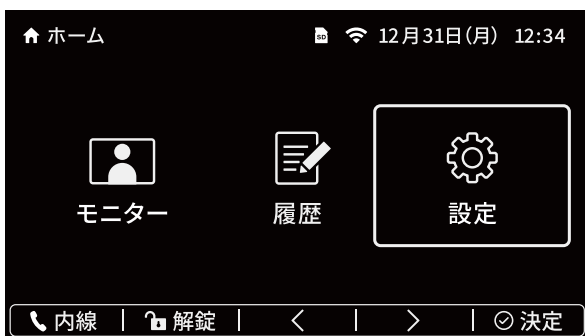 ホーム SD 12月31日(月) 12:34
モニター 履歴 設定
内線 解錠 < > 決定